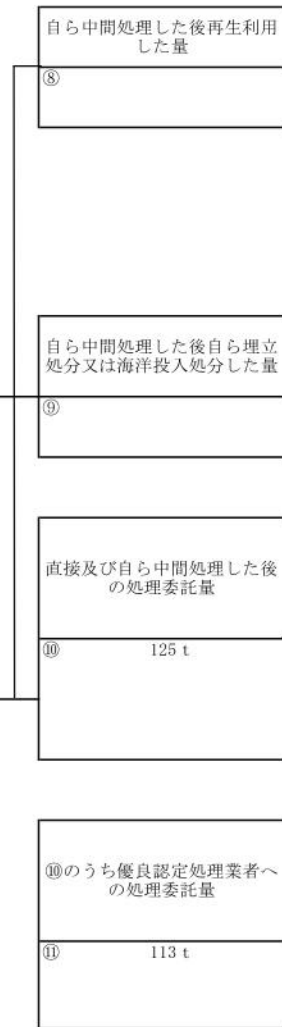 自ら中間処理した後再生利用
した量
⑧
自ら中間処理した後自ら埋立
処分又は海洋投入処分した量
⑨
直接及び自ら中間処理した後
の処理委託量
⑩ 125 t
⑩のうち優良認定処理業者へ
の処理委託量
⑪ 113 t